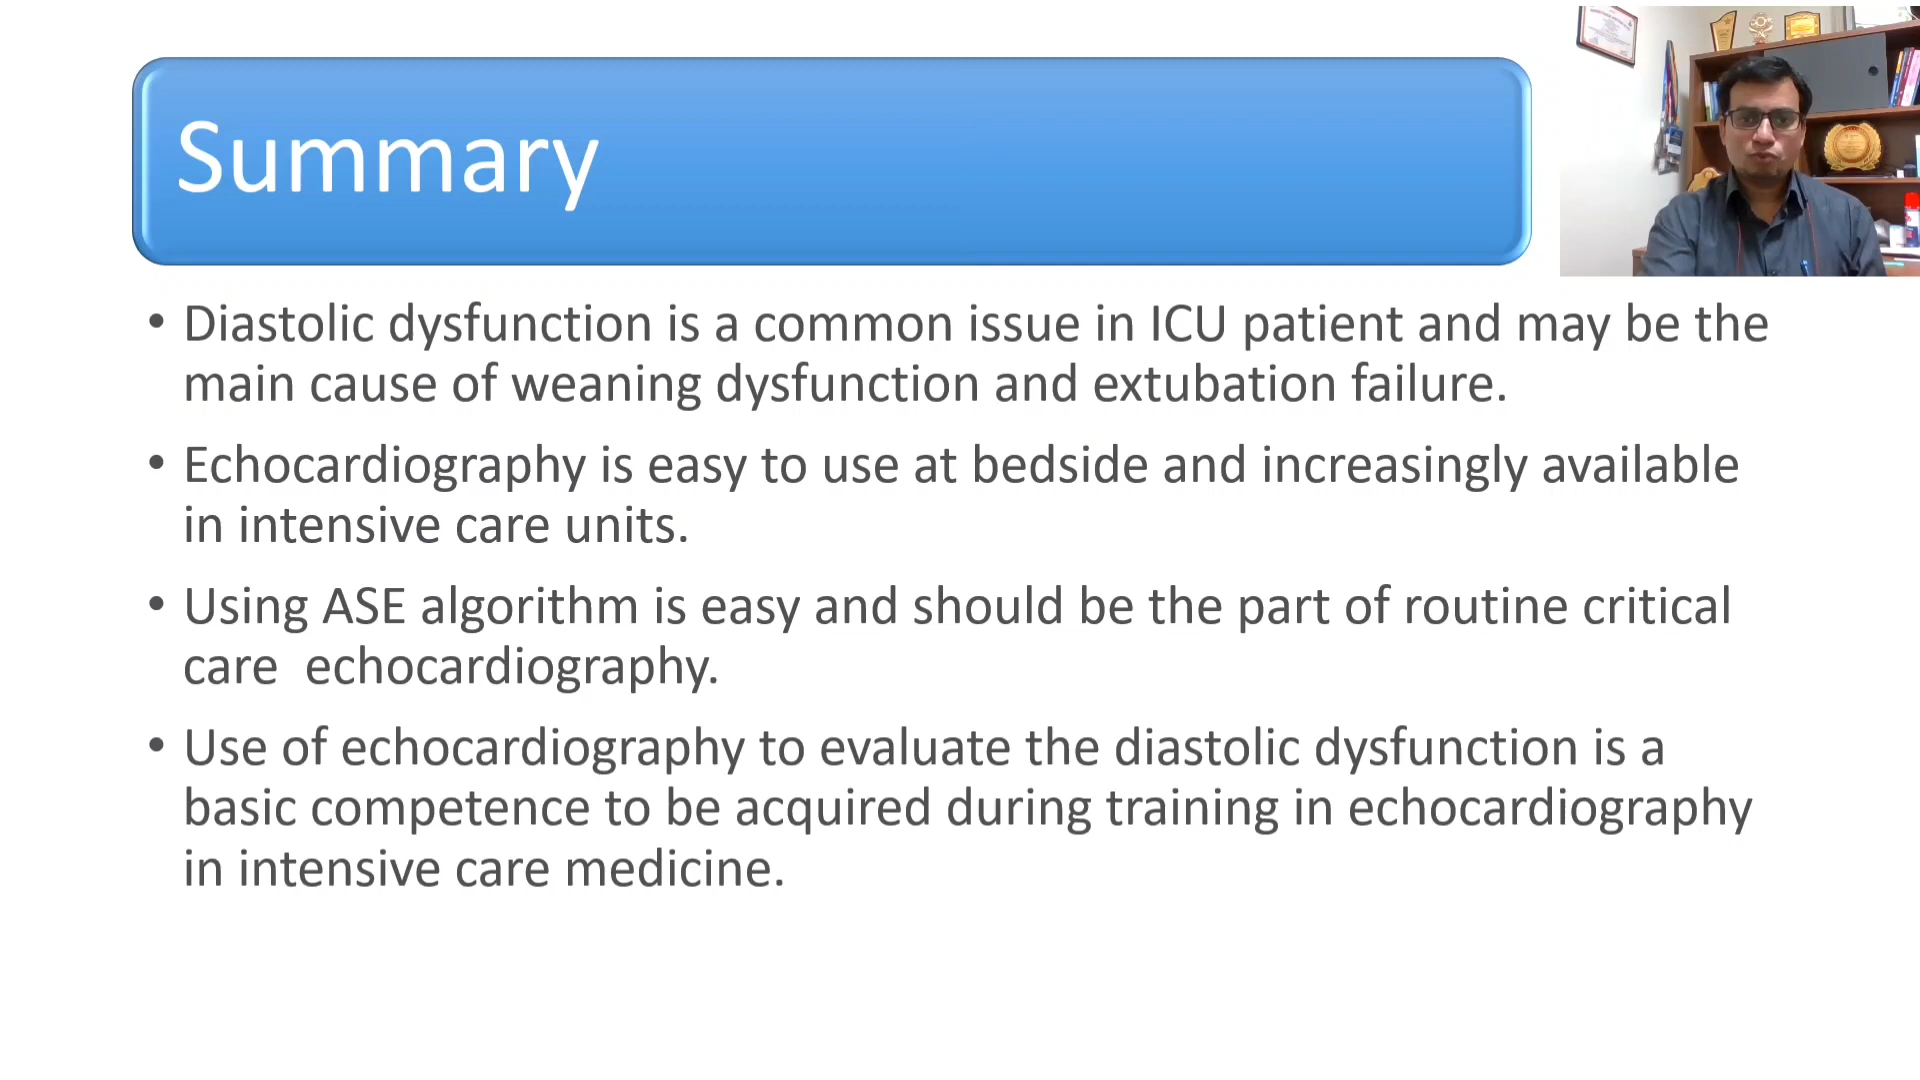 Summary
• Diastolic dysfunction is a common issue in ICU patient and may be the
main cause of weaning dysfunction and extubation failure.
• Echocardiography is easy to use at bedside and increasingly available
in intensive care units.
• Using ASE algorithm is easy and should be the part of routine critical
care  echocardiography.
• Use of echocardiography to evaluate the diastolic dysfunction is a
basic competence to be acquired during training in echocardiography
in intensive care medicine.